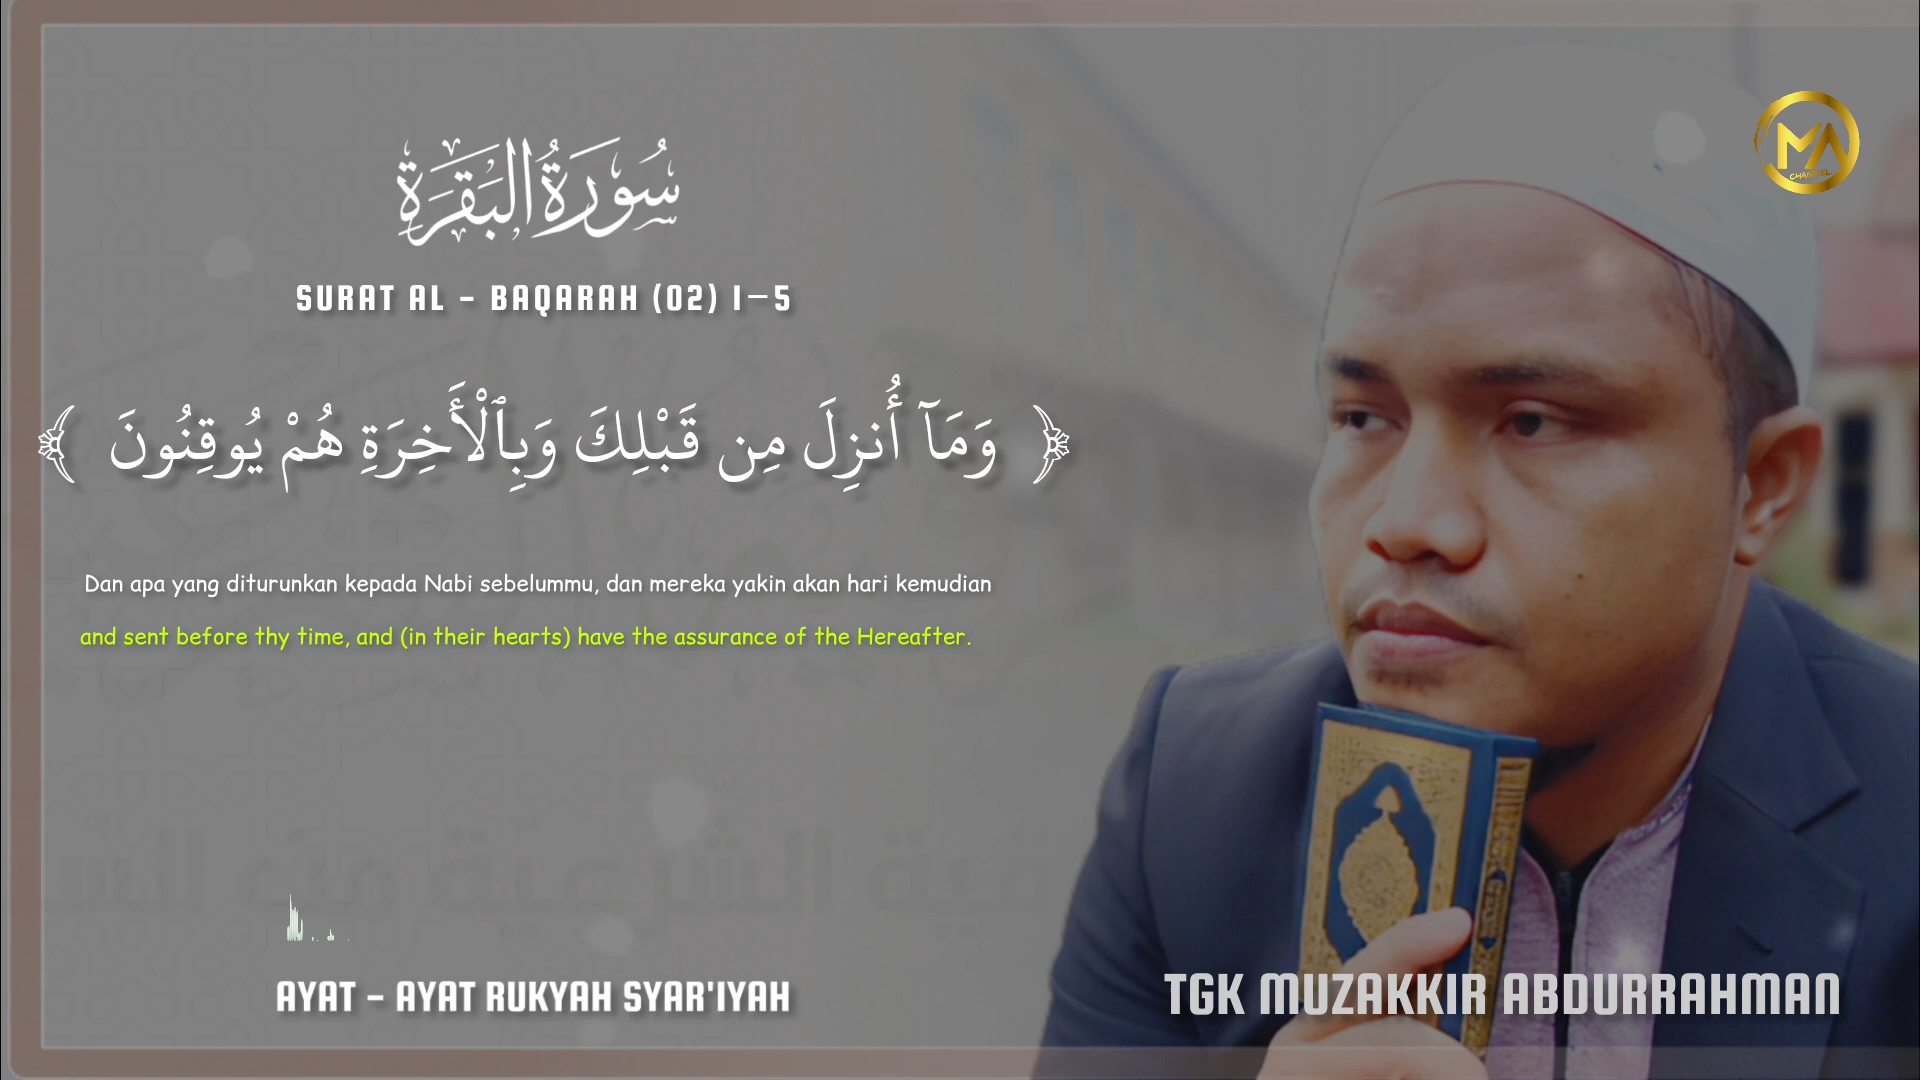 سُورَةُ البَقَرَةِ
SURAT AL - BAQARAH (02) 1-5
﴿ وَمَآ أُنزِلَ مِن قَبْلِكَ وَبِٱلْأَخِرَةِ هُمْ يُوقِنُونَ ﴾
Dan apa yang diturunkan kepada Nabi sebelummu, dan mereka yakin akan hari kemudian
and sent before thy time, and (in their hearts) have the assurance of the Hereafter.
AYAT - AYAT RUKYAH SYAR'IYAH
TGK MUZAKKIR ABDURRAHMAN
MA
CHANNEL